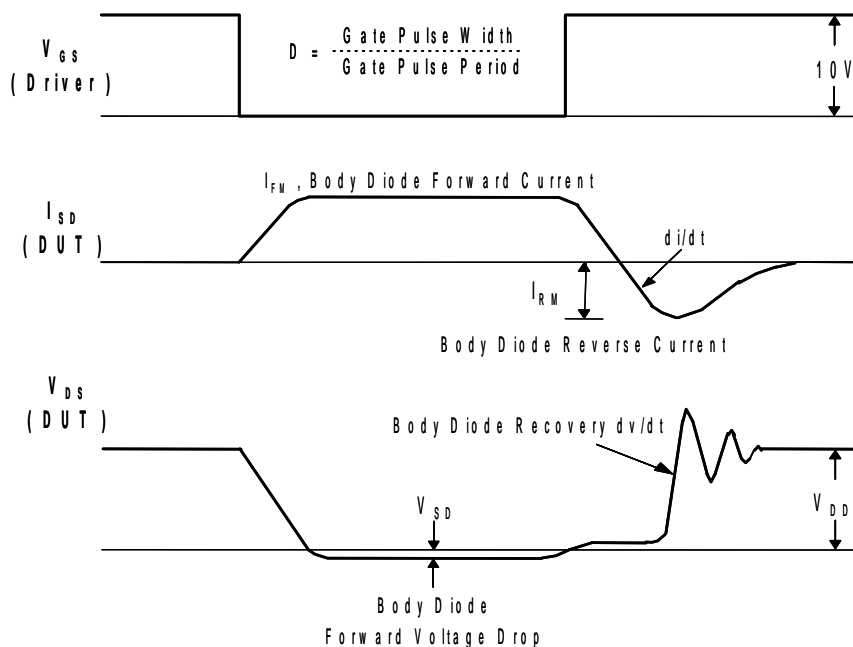 V GS
(Driver)
D = Gate Pulse Width
Gate Pulse Period
10V
I SD
(DUT)
I FM , Body Diode Forward Current
di/dt
I RM
Body Diode Reverse Current
V DS
(DUT)
Body Diode Recovery dv/dt
V SD
V DD
Body Diode
Forward Voltage Drop